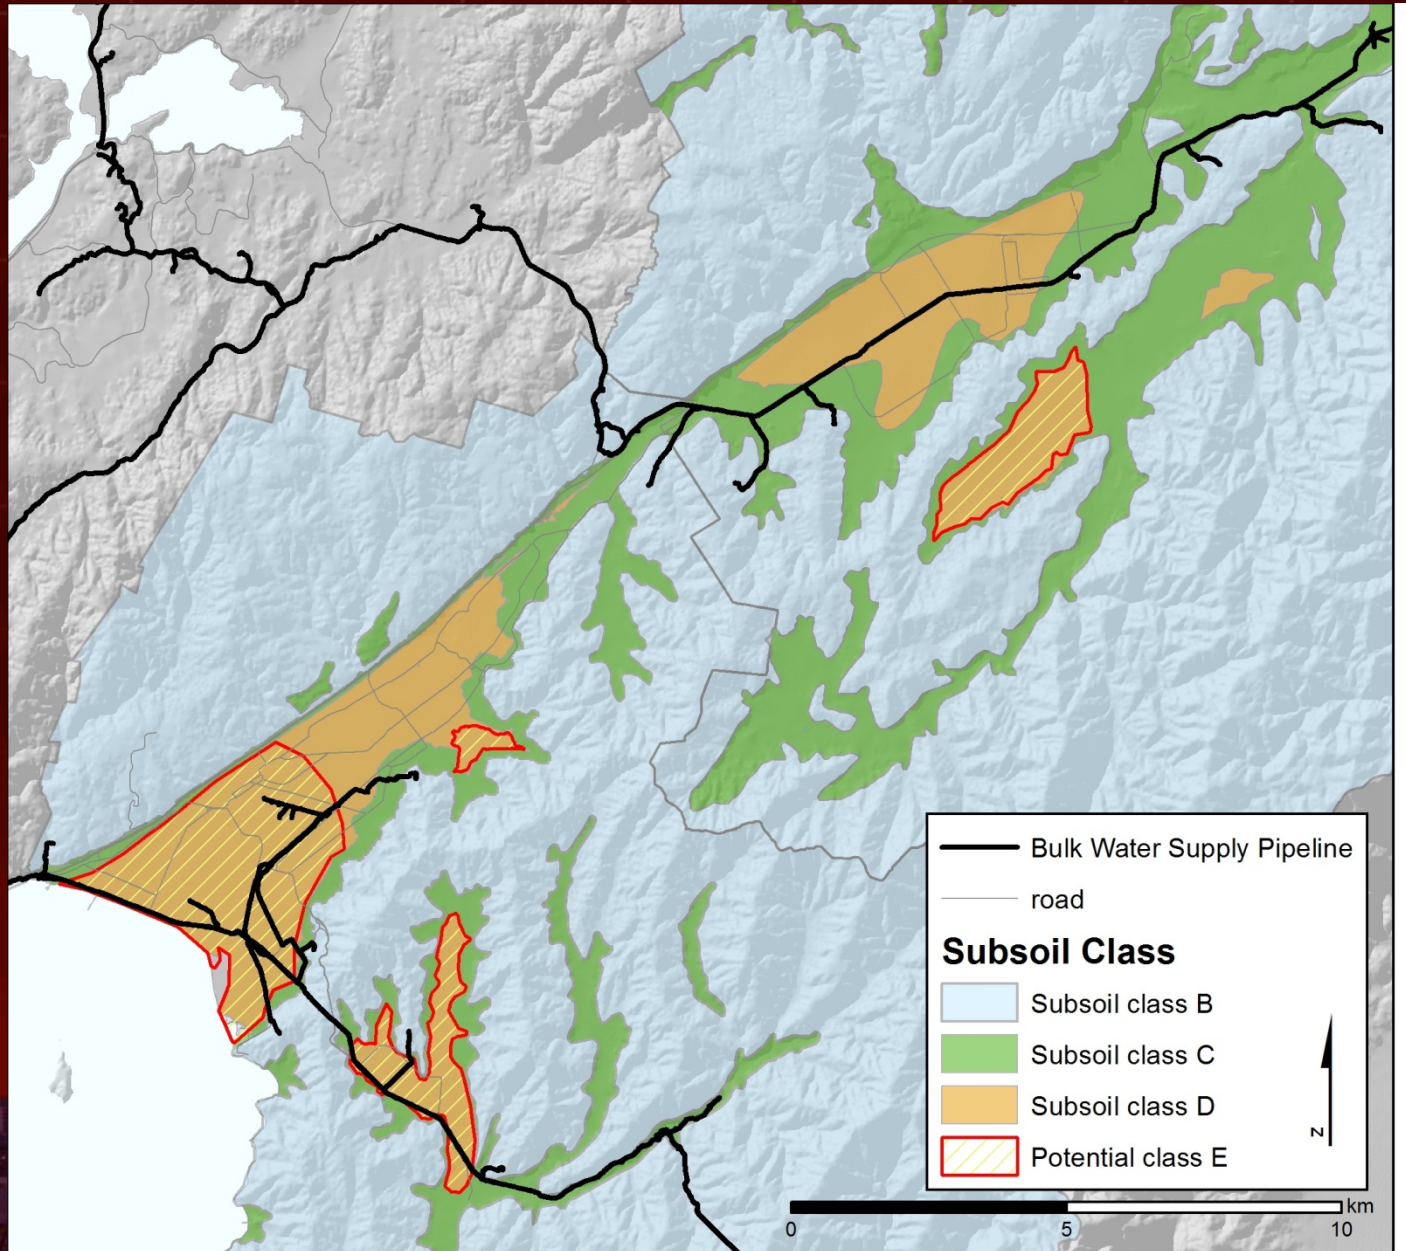 Bulk Water Supply Pipeline
road
Subsoil Class
Subsoil class B
Subsoil class C
Subsoil class D
Potential class E
N
km
0 5 10